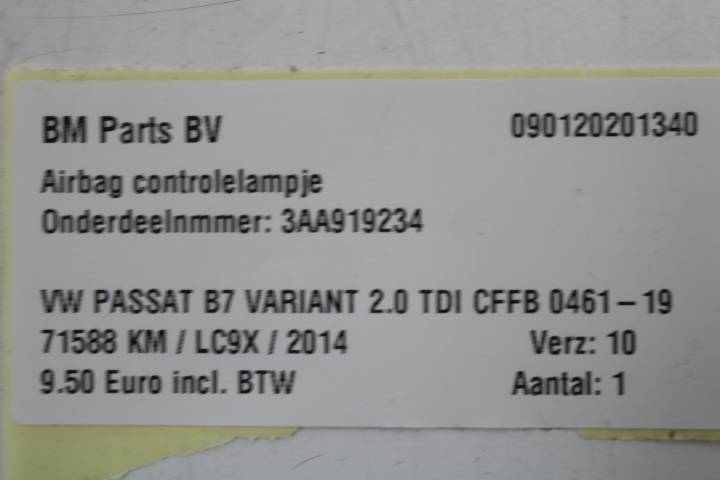 BM Parts BV 090120201340
Airbag controlelampje
Onderdeelnmmer: 3AA919234
VW PASSAT B7 VARIANT 2.0 TDI CFFB 0461-19
71588 KM / LC9X / 2014 Verz: 10
9.50 Euro incl. BTW Aantal: 1